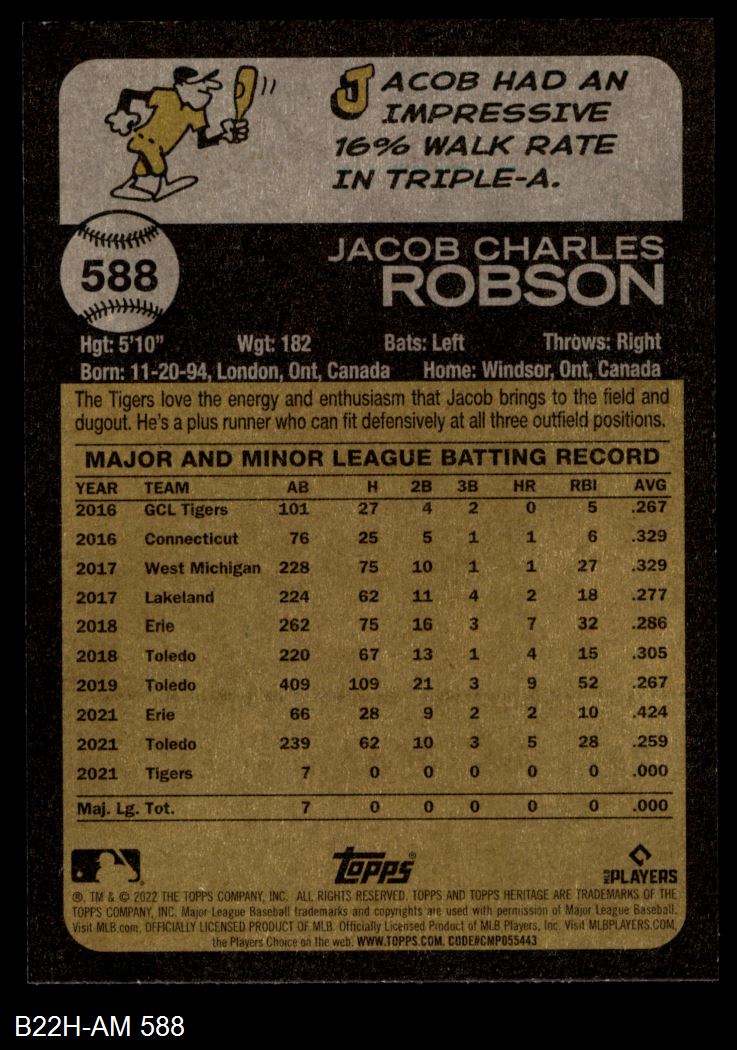 JACOB HAD AN
IMPRESSIVE
16% WALK RATE
IN TRIPLE-A.
588
JACOB CHARLES
ROBSON
Hgt: 5'10" Wgt: 182 Bats: Left Throws: Right
Born: 11-20-94, London, Ont, Canada Home: Windsor, Ont, Canada
The Tigers love the energy and enthusiasm that Jacob brings to the field and
dugout. He's a plus runner who can fit defensively at all three outfield positions.
MAJOR AND MINOR LEAGUE BATTING RECORD
YEAR TEAM AB H 2B 3B HR RBI AVG
2016 GCL Tigers 101 27 4 2 0 5 .267
2016 Connecticut 76 25 5 1 1 6 .329
2017 West Michigan 228 75 10 1 1 27 .329
2017 Lakeland 224 62 11 4 2 18 .277
2018 Erie 262 75 16 3 7 32 .286
2018 Toledo 220 67 13 1 4 15 .305
2019 Toledo 409 109 21 3 9 52 .267
2021 Erie 66 28 9 2 2 10 .424
2021 Toledo 239 62 10 3 5 28 .259
2021 Tigers 7 0 0 0 0 0 .000
Maj. Lg. Tot. 7 0 0 0 0 0 .000
Topps
MLB PLAYERS
®, TM & © 2022 THE TOPPS COMPANY, INC. ALL RIGHTS RESERVED. TOPPS AND TOPPS HERITAGE ARE TRADEMARKS OF THE
TOPPS COMPANY, INC. Major League Baseball trademarks and copyrights are used with permission of Major League Baseball.
Visit MLB.com. OFFICIALLY LICENSED PRODUCT OF MLB. Officially Licensed Product of MLB Players, Inc. Visit MLBPLAYERS.COM,
the Players Choice on the web. WWW.TOPPS.COM. CODE#CMP055443
B22H-AM 588